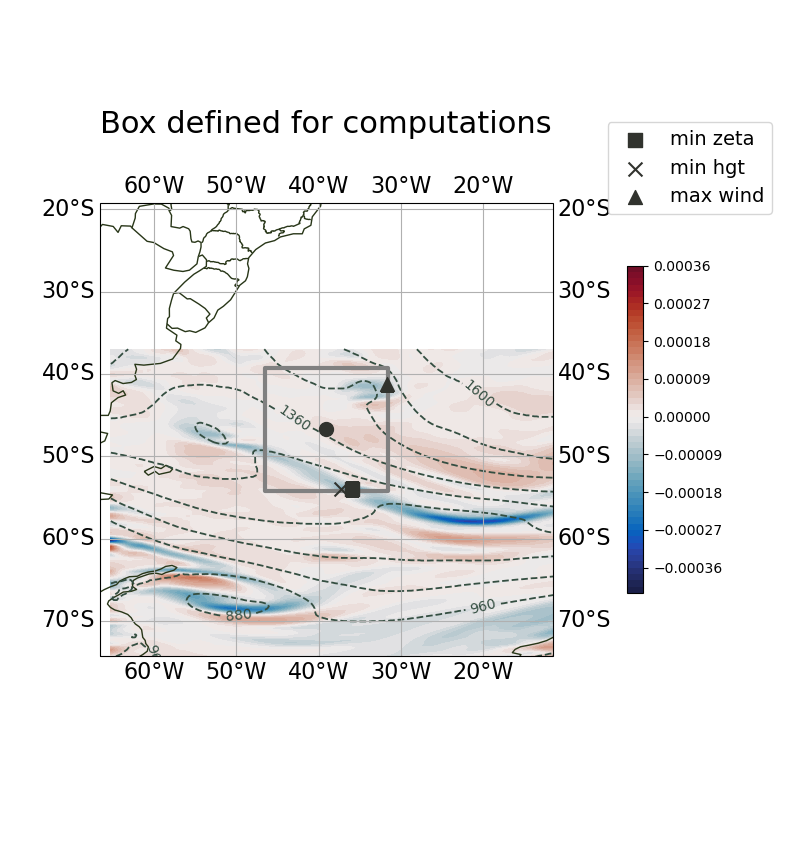 Box defined for computations
min zeta
min hgt
max wind
60°W 50°W 40°W 30°W 20°W
20°S 20°S
30°S 30°S
40°S 40°S
50°S 50°S
60°S 60°S
70°S 70°S
60°W 50°W 40°W 30°W 20°W
1600
1360
960
880
0.00036
0.00027
0.00018
0.00009
0.00000
−0.00009
−0.00018
−0.00027
−0.00036